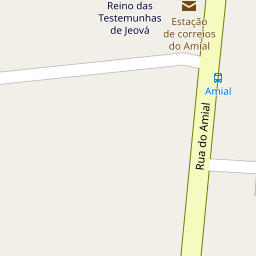 Reino das
Testemunhas
de Jeová
Estação
de correios
do Amial
Amial
Rua do Amial